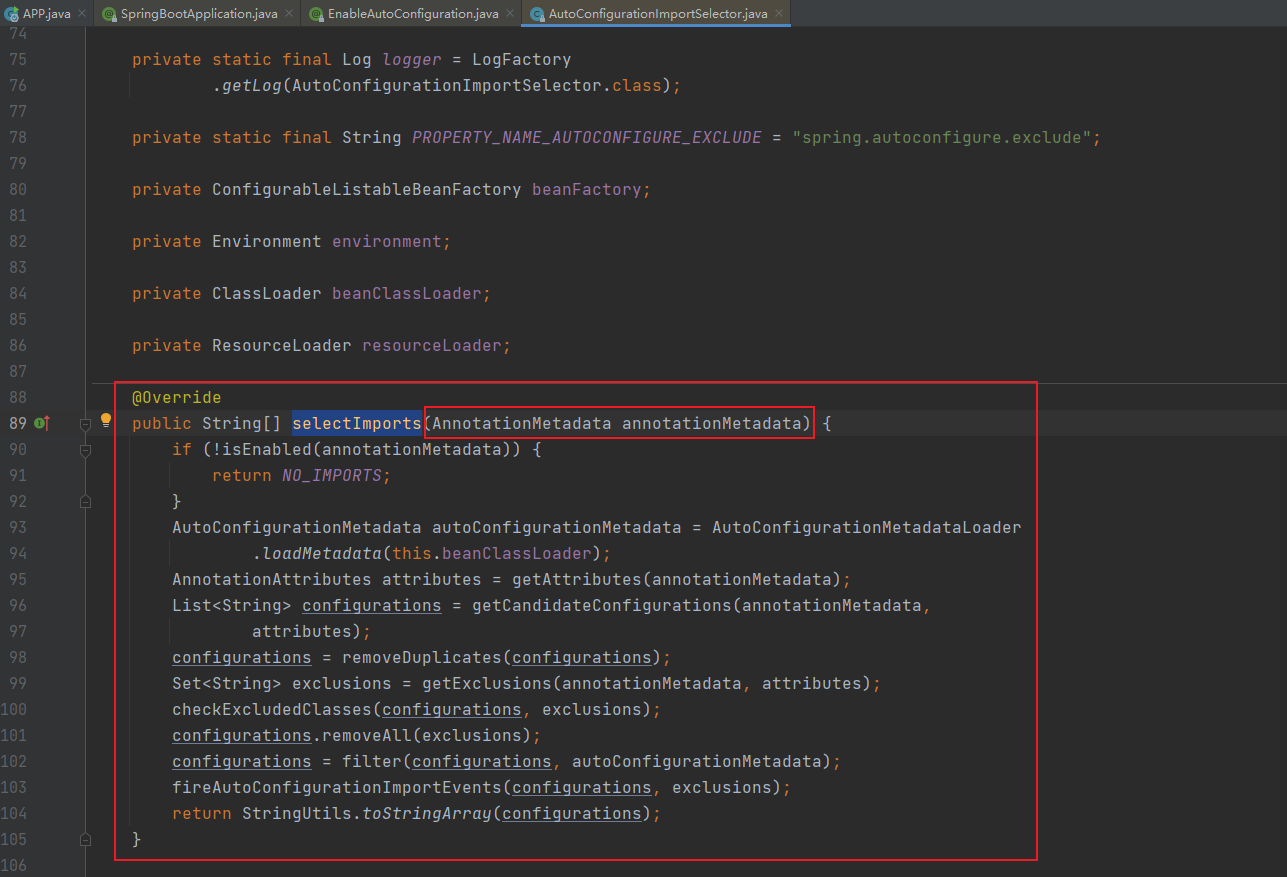 APP.java × SpringBootApplication.java × EnableAutoConfiguration.java × AutoConfigurationImportSelector.java ×
74
75 private static final Log logger = LogFactory
76 .getLog(AutoConfigurationImportSelector.class);
77
78 private static final String PROPERTY_NAME_AUTOCONFIGURE_EXCLUDE = "spring.autoconfigure.exclude";
79
80 private ConfigurableListableBeanFactory beanFactory;
81
82 private Environment environment;
83
84 private ClassLoader beanClassLoader;
85
86 private ResourceLoader resourceLoader;
87
88 @Override
89 public String[] selectImports(AnnotationMetadata annotationMetadata) {
90 if (!isEnabled(annotationMetadata)) {
91 return NO_IMPORTS;
92 }
93 AutoConfigurationMetadata autoConfigurationMetadata = AutoConfigurationMetadataLoader
94 .loadMetadata(this.beanClassLoader);
95 AnnotationAttributes attributes = getAttributes(annotationMetadata);
96 List<String> configurations = getCandidateConfigurations(annotationMetadata,
97 attributes);
98 configurations = removeDuplicates(configurations);
99 Set<String> exclusions = getExclusions(annotationMetadata, attributes);
100 checkExcludedClasses(configurations, exclusions);
101 configurations.removeAll(exclusions);
102 configurations = filter(configurations, autoConfigurationMetadata);
103 fireAutoConfigurationImportEvents(configurations, exclusions);
104 return StringUtils.toStringArray(configurations);
105 }
106